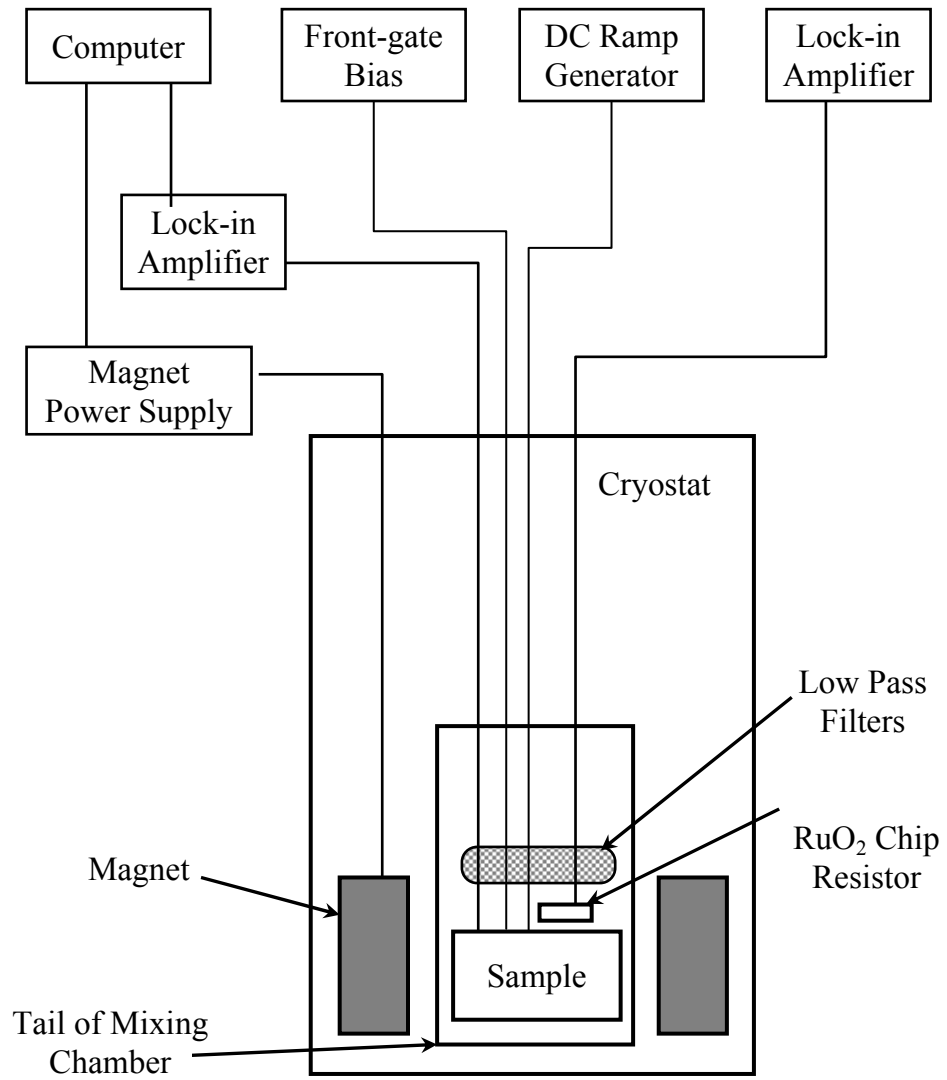 Computer
Front-gate
Bias
DC Ramp
Generator
Lock-in
Amplifier
Lock-in
Amplifier
Magnet
Power Supply
Cryostat
Low Pass
Filters
RuO₂ Chip
Resistor
Magnet
Sample
Tail of Mixing
Chamber